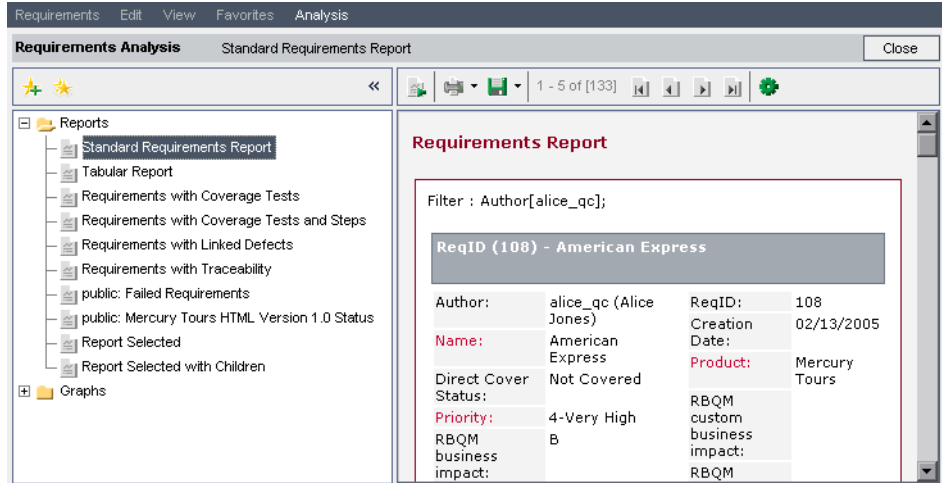 Requirements Edit View Favorites Analysis
Requirements Analysis Standard Requirements Report Close
« 1 - 5 of [133]
Reports
Standard Requirements Report
Tabular Report
Requirements with Coverage Tests
Requirements with Coverage Tests and Steps
Requirements with Linked Defects
Requirements with Traceability
public: Failed Requirements
public: Mercury Tours HTML Version 1.0 Status
Report Selected
Report Selected with Children
Graphs
Requirements Report
Filter : Author[alice_qc];
ReqID (108) - American Express
Author: alice_qc (Alice
Jones)
Name: American
Express
Direct Cover Not Covered
Status:
Priority: 4-Very High
RBQM B
business
impact:
ReqID: 108
Creation 02/13/2005
Date:
Product: Mercury
Tours
RBQM
custom
business
impact:
RBQM